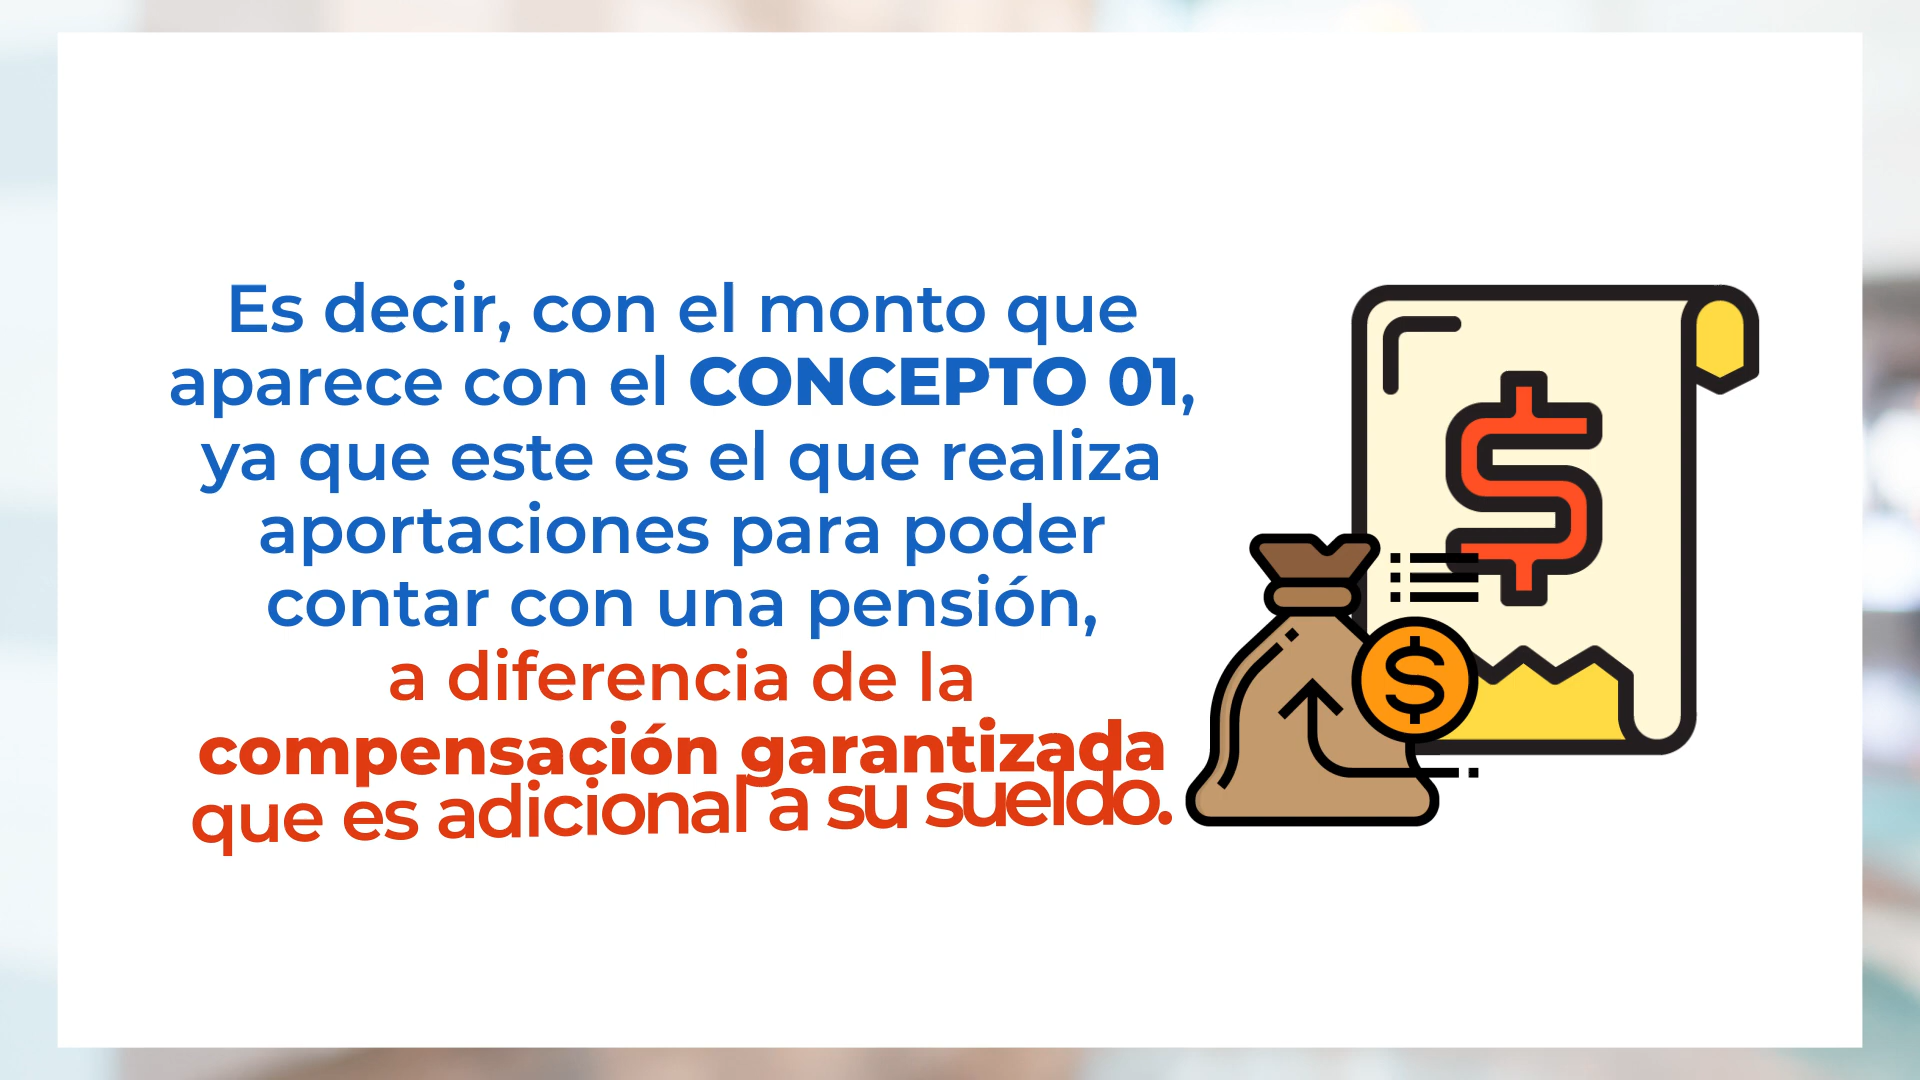 Es decir, con el monto que
aparece con el CONCEPTO 01,
ya que este es el que realiza
aportaciones para poder
contar con una pensión,
a diferencia de la
compensación garantizada
que es adicional a su sueldo.